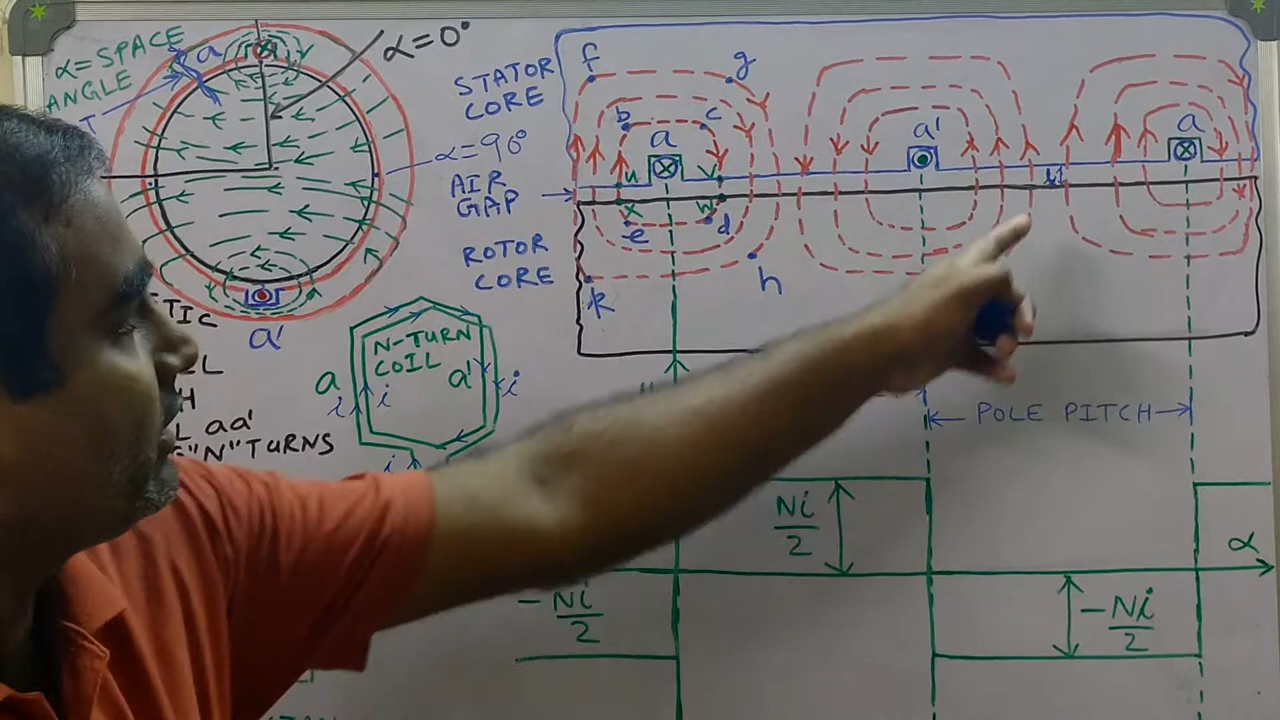 α=SPACE
ANGLE
a
α=0°
T
α=90°
a'
STATOR
CORE
AIR
GAP
ROTOR
CORE
f
g
b
c
a
u
v
x
w
e
d
k
h
a'
a
TIC
L
H
L aa'
"N" TURNS
N-TURN
COIL
a
a'
i
i
i
i
POLE PITCH
Ni
2
-Ni
2
-Ni
2
α